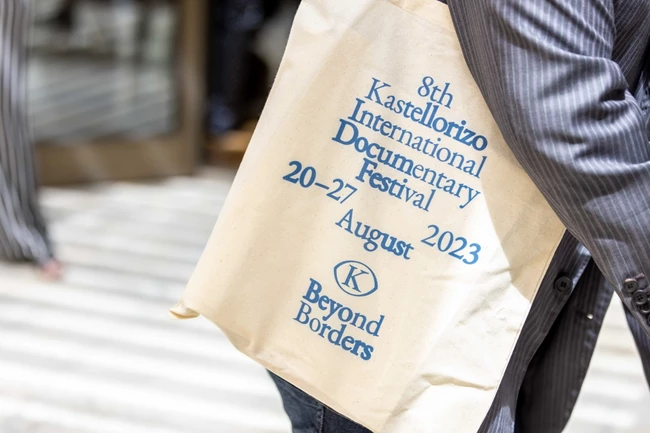 8th
Kastellorizo
International
Documentary
Festival
20–27
August 2023
K
Beyond
Borders